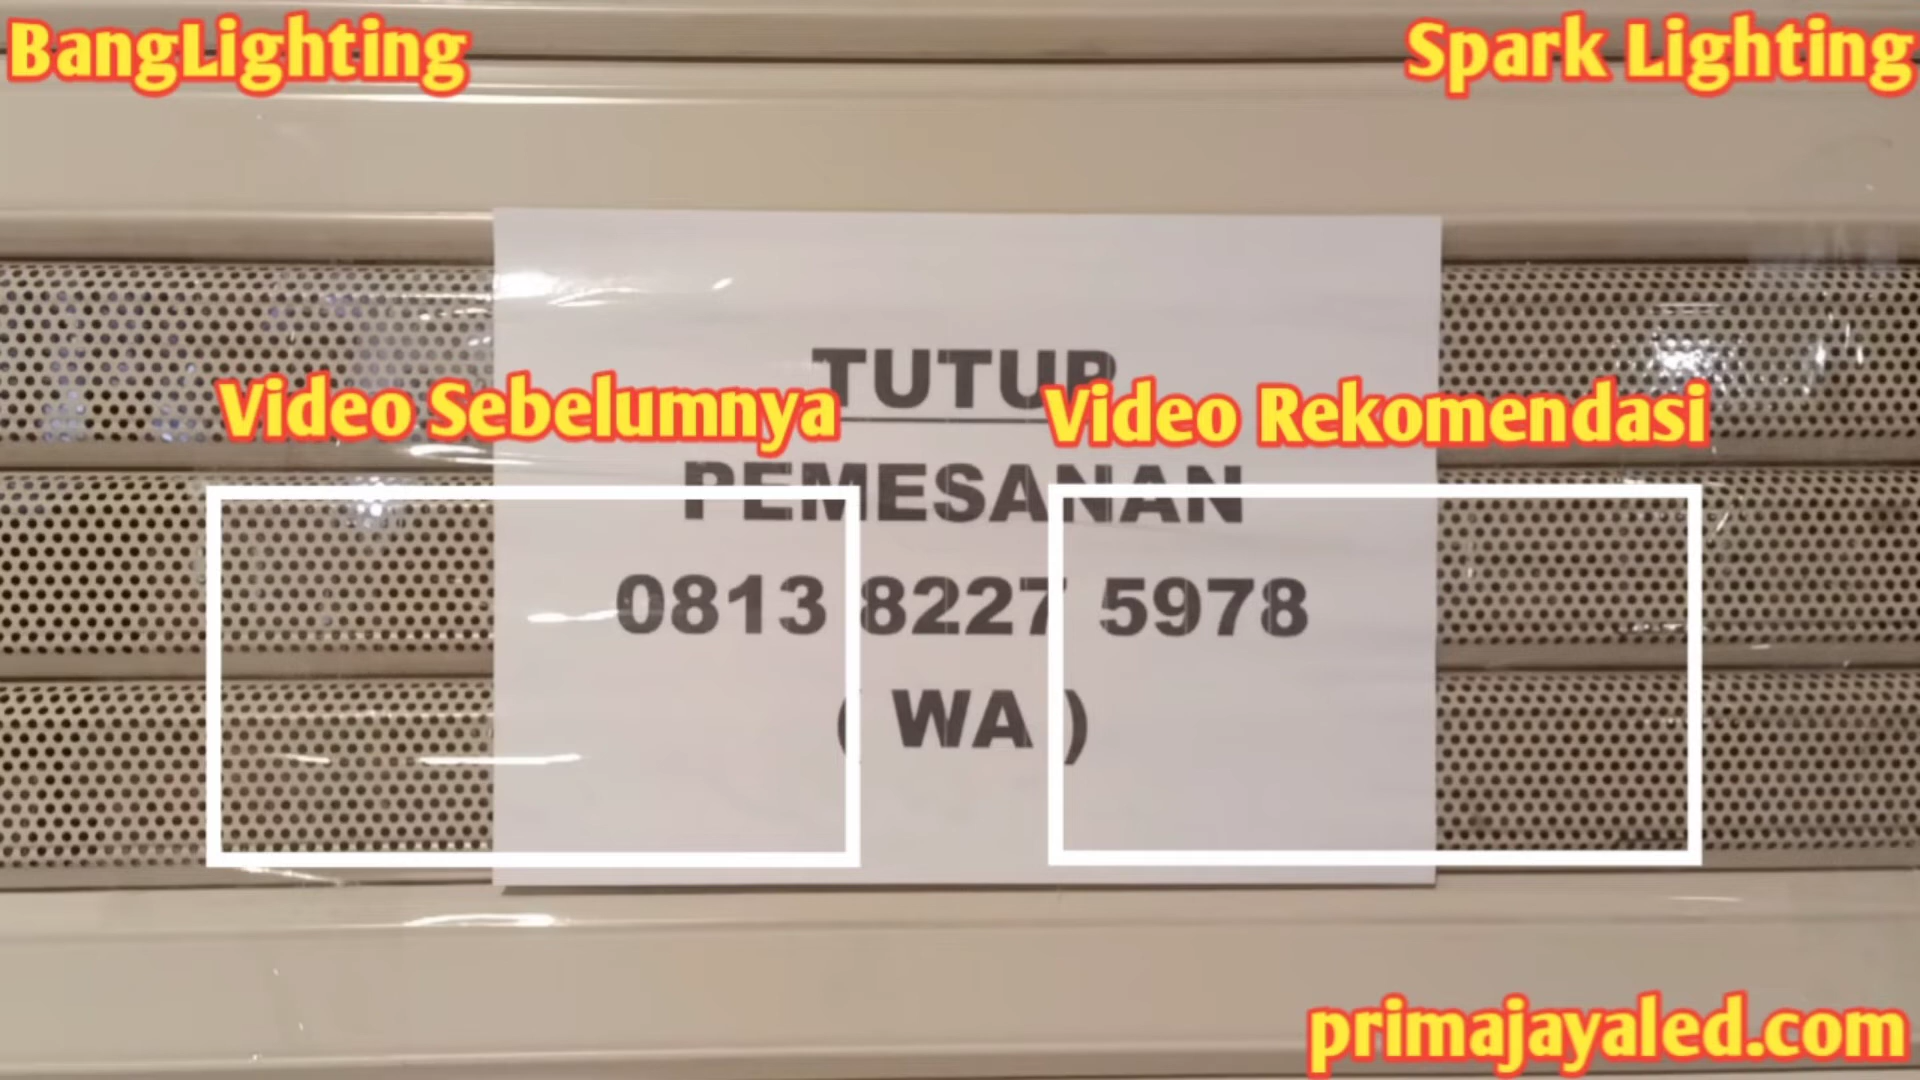 BangLighting
Spark Lighting
TUTUP
Video Sebelumnya
Video Rekomendasi
PEMESANAN
0813 8227 5978
( WA )
primajayaled.com